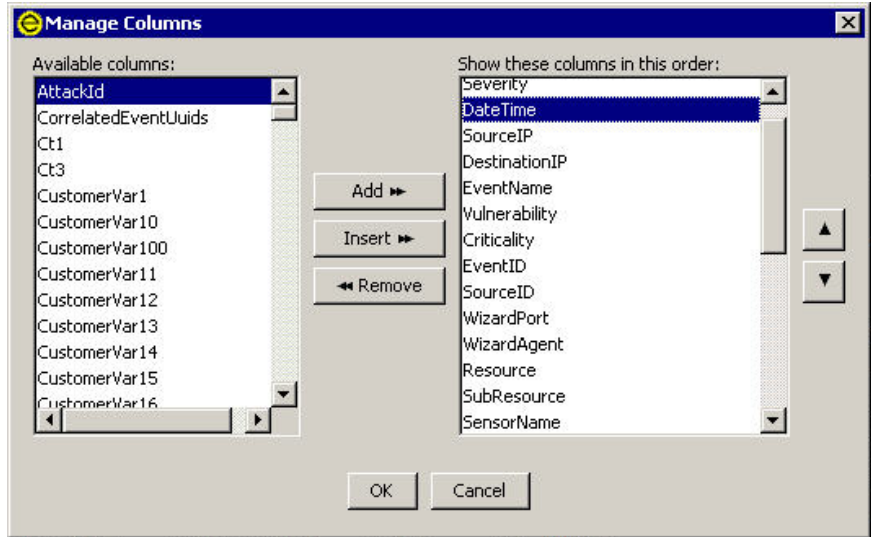 Manage Columns
Available columns:
AttackId
CorrelatedEventUuids
Ct1
Ct3
CustomerVar1
CustomerVar10
CustomerVar100
CustomerVar11
CustomerVar12
CustomerVar13
CustomerVar14
CustomerVar15
CustomerVar16
Add
Insert
Remove
Show these columns in this order:
Severity
DateTime
SourceIP
DestinationIP
EventName
Vulnerability
Criticality
EventID
SourceID
WizardPort
WizardAgent
Resource
SubResource
SensorName
OK
Cancel